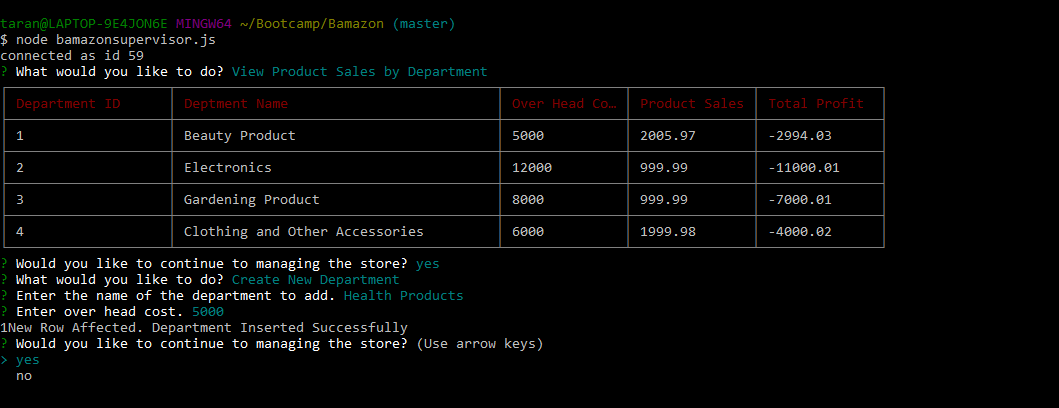 taran@LAPTOP-9E4JON6E MINGW64 ~/Bootcamp/Bamazon (master)
$ node bamazonsupervisor.js
connected as id 59
? What would you like to do? View Product Sales by Department
Department ID Deptment Name Over Head Co… Product Sales Total Profit
1 Beauty Product 5000 2005.97 -2994.03
2 Electronics 12000 999.99 -11000.01
3 Gardening Product 8000 999.99 -7000.01
4 Clothing and Other Accessories 6000 1999.98 -4000.02
? Would you like to continue to managing the store? yes
? What would you like to do? Create New Department
? Enter the name of the department to add. Health Products
? Enter over head cost. 5000
1New Row Affected. Department Inserted Successfully
? Would you like to continue to managing the store? (Use arrow keys)
> yes
no